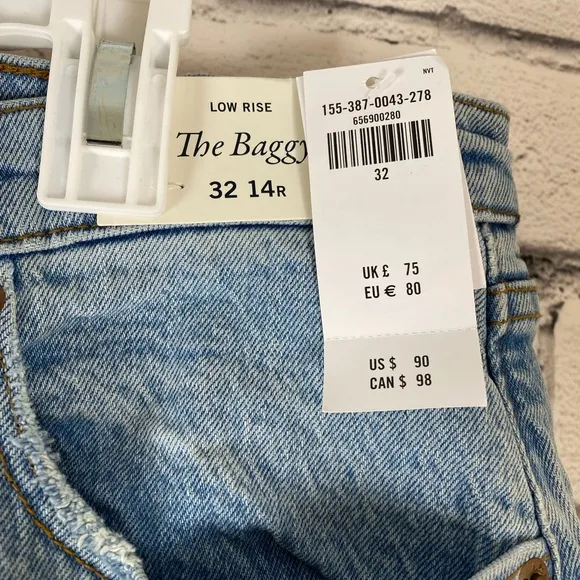 LOW RISE
The Baggy
32 14R
NVT
155-387-0043-278
656900280
32
UK £ 75
EU € 80
US $ 90
CAN $ 98